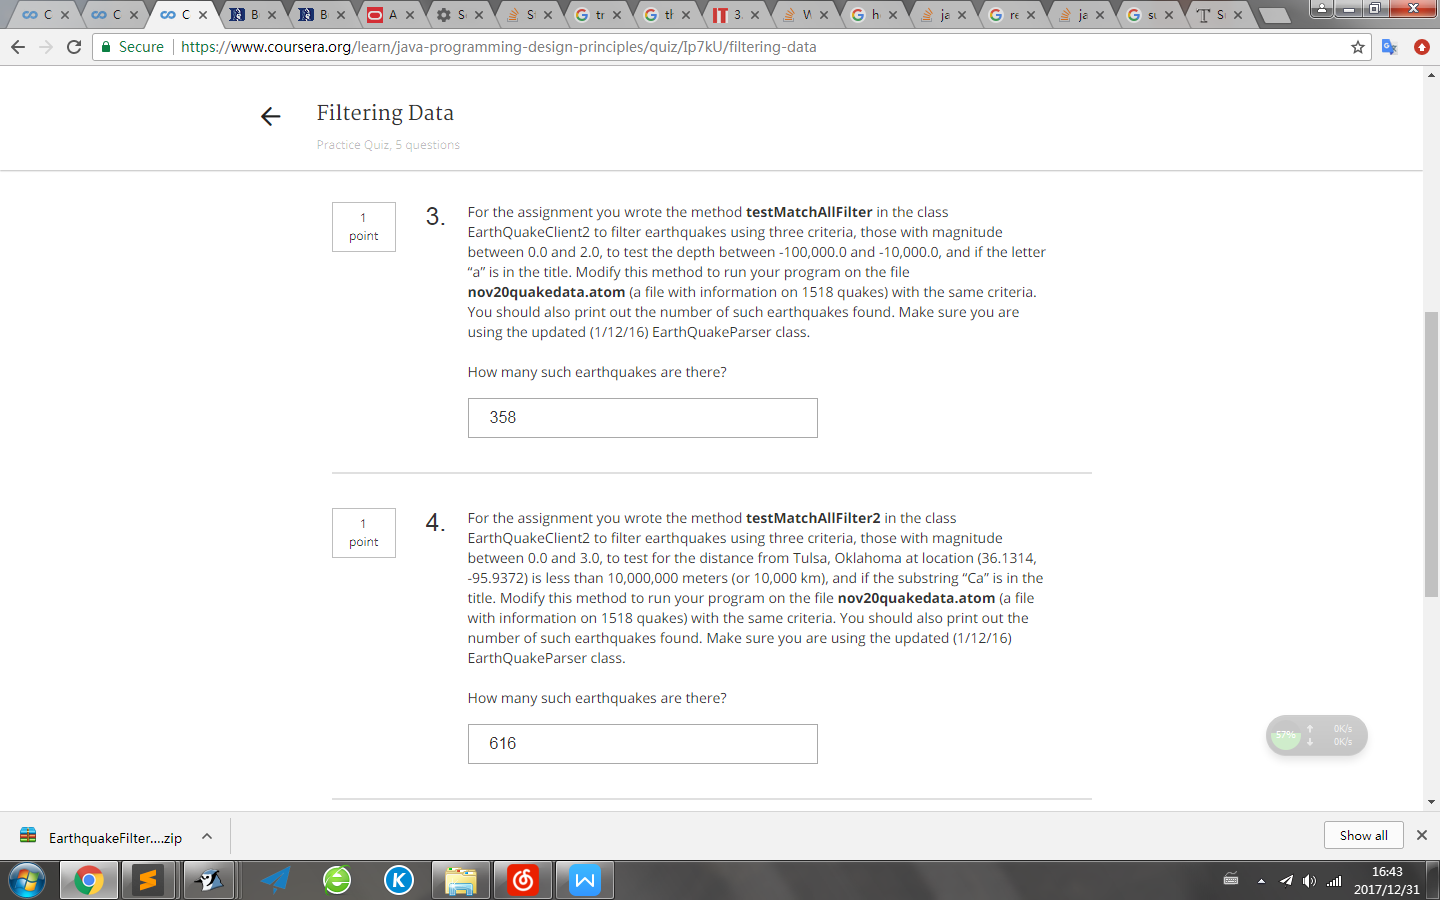 C
C
C
B
B
A
S
S
tr
th
3.
W
h
ja
re
ja
su
S
Secure
https://www.coursera.org/learn/java-programming-design-principles/quiz/Ip7kU/filtering-data
Filtering Data
Practice Quiz, 5 questions
1
point
3.
For the assignment you wrote the method testMatchAllFilter in the class
EarthQuakeClient2 to filter earthquakes using three criteria, those with magnitude
between 0.0 and 2.0, to test the depth between -100,000.0 and -10,000.0, and if the letter
“a” is in the title. Modify this method to run your program on the file
nov20quakedata.atom (a file with information on 1518 quakes) with the same criteria.
You should also print out the number of such earthquakes found. Make sure you are
using the updated (1/12/16) EarthQuakeParser class.
How many such earthquakes are there?
358
1
point
4.
For the assignment you wrote the method testMatchAllFilter2 in the class
EarthQuakeClient2 to filter earthquakes using three criteria, those with magnitude
between 0.0 and 3.0, to test for the distance from Tulsa, Oklahoma at location (36.1314,
-95.9372) is less than 10,000,000 meters (or 10,000 km), and if the substring “Ca” is in the
title. Modify this method to run your program on the file nov20quakedata.atom (a file
with information on 1518 quakes) with the same criteria. You should also print out the
number of such earthquakes found. Make sure you are using the updated (1/12/16)
EarthQuakeParser class.
How many such earthquakes are there?
616
57%
0K/s
0K/s
EarthquakeFilter....zip
Show all
16:43
2017/12/31